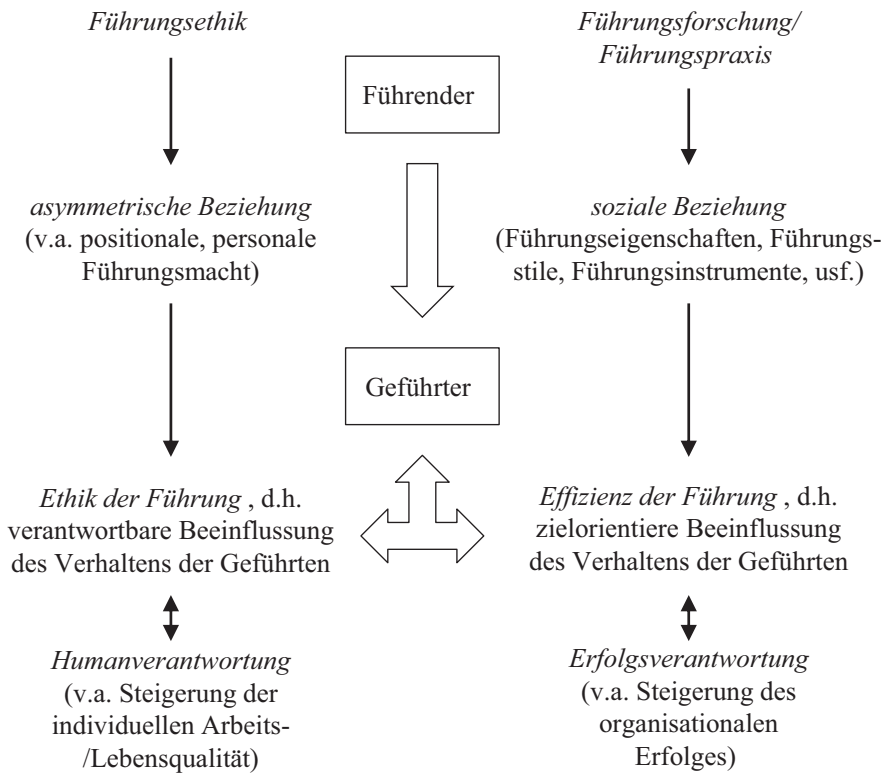 Führungsethik
Führungsforschung/
Führungspraxis
Führender
asymmetrische Beziehung
(v.a. positionale, personale
Führungsmacht)
soziale Beziehung
(Führungseigenschaften, Führungs-
stile, Führungsinstrumente, usf.)
Geführter
Ethik der Führung , d.h.
verantwortbare Beeinflussung
des Verhaltens der Geführten
Effizienz der Führung , d.h.
zielorientiere Beeinflussung
des Verhaltens der Geführten
Humanverantwortung
(v.a. Steigerung der
individuellen Arbeits-
/Lebensqualität)
Erfolgsverantwortung
(v.a. Steigerung des
organisationalen
Erfolges)